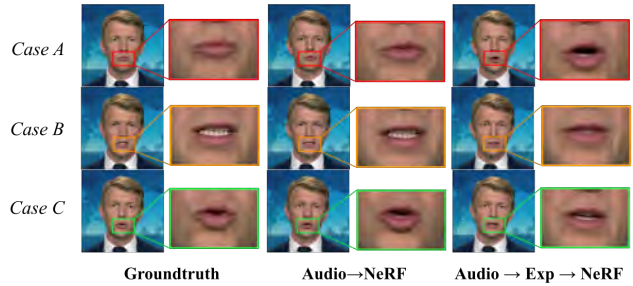 Case A
Case B
Case C
Groundtruth
Audio→NeRF
Audio → Exp → NeRF